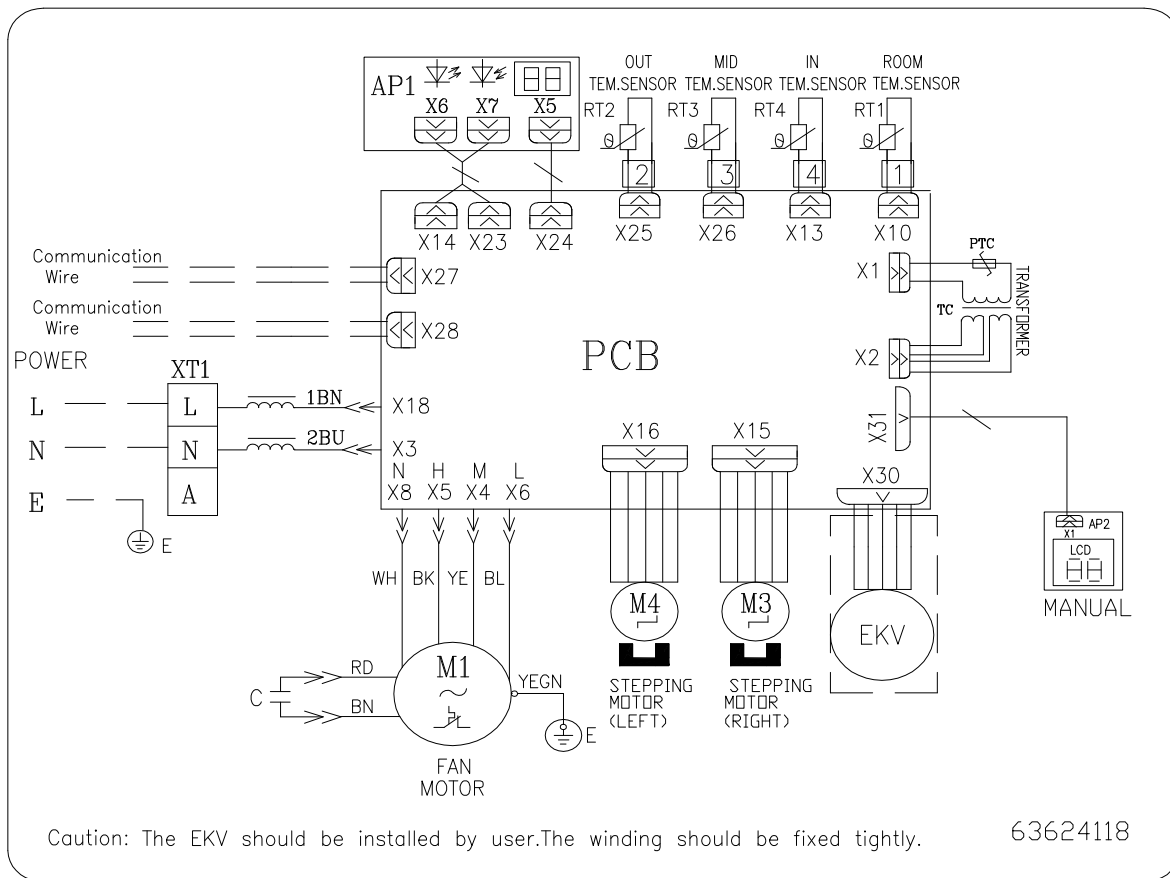 OUT
TEM.SENSOR
MID
TEM.SENSOR
IN
TEM.SENSOR
ROOM
TEM.SENSOR
AP1
X6
X7
X5
RT2
RT3
RT4
RT1
θ
θ
θ
θ
2
3
4
1
X14
X23
X24
X25
X26
X13
X10
Communication
Wire
X27
Communication
Wire
X28
X1
PTC
TC
TRANSFORMER
X2
PCB
POWER
XT1
L
L
1BN
X18
N
N
2BU
X3
E
A
E
N
H
M
L
X8
X5
X4
X6
X16
X15
X31
X30
WH
BK
YE
BL
M4
M3
EKV
X1
AP2
LCD
MANUAL
RD
BN
C
M1
YEGN
E
FAN
MOTOR
STEPPING
MOTOR
(LEFT)
STEPPING
MOTOR
(RIGHT)
Caution: The EKV should be installed by user.The winding should be fixed tightly.
63624118